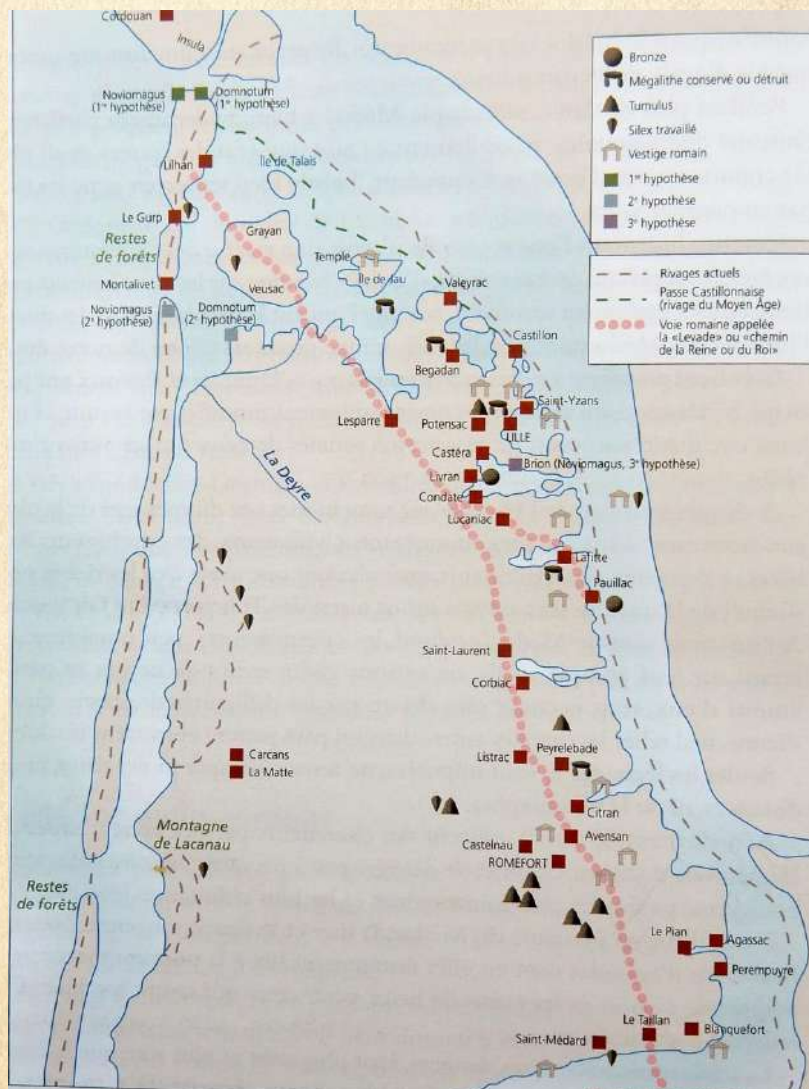 Cordouan
Insula
Noviomagus
(1re hypothèse)
Domnotum
(1re hypothèse)
Lilhan
Île de Talais
Le Gurp
Restes
de forêts
Grayan
Temple
Île de Jau
Montalivet
Veusac
Valeyrac
Noviomagus
(2e hypothèse)
Domnotum
(2e hypothèse)
Castillon
Begadan
Saint-Yzans
Lesparre
Potensac
LILLE
Castéra
La Deyre
Livran
Brion (Noviomagus, 3e hypothèse)
Condate
Lucaniac
Lafitte
Pauillac
Saint-Laurent
Corbiac
Carcans
La Matte
Listrac
Peyrelebade
Citran
Montagne
de Lacanau
Castelnau
Avensan
ROMEFORT
Restes
de forêts
Le Pian
Agassac
Perempuyre
Saint-Médard
Le Taillan
Blanquefort
Bronze
Mégalithe conservé ou détruit
Tumulus
Silex travaillé
Vestige romain
1re hypothèse
2e hypothèse
3e hypothèse
Rivages actuels
Passe Castillonnaise
(rivage du Moyen Âge)
Voie romaine appelée
la «Levade» ou «chemin
de la Reine ou du Roi»